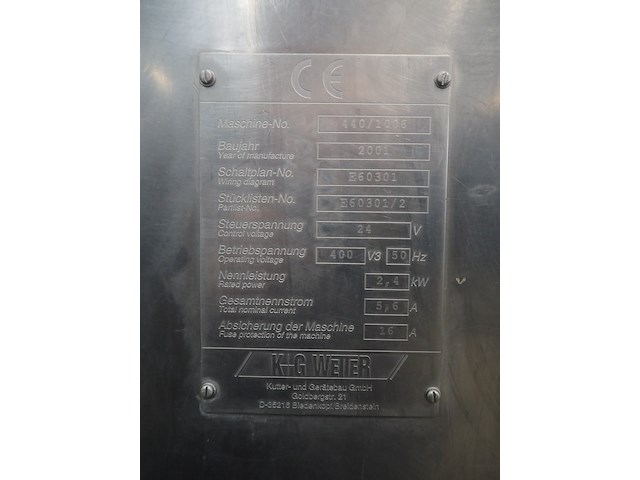 CE
Maschine-No. 440/1006
Baujahr 2001
Year of manufacture
Schaltplan-No. E60301
Wiring diagram
Stücklisten-No. E60301/2
Partlist-No.
Steuerspannung 24 V
Control voltage
Betriebspannung 400 V3 50 Hz
Operating voltage
Nennleistung 2,4 kW
Rated power
Gesamtnennstrom 5,6 A
Total nominal current
Absicherung der Maschine 16 A
Fuse protection of the machine
K+G WETTER
Kutter- und Gerätebau GmbH
Goldbergstr. 21
D-35216 Biedenkopf Breidenstein